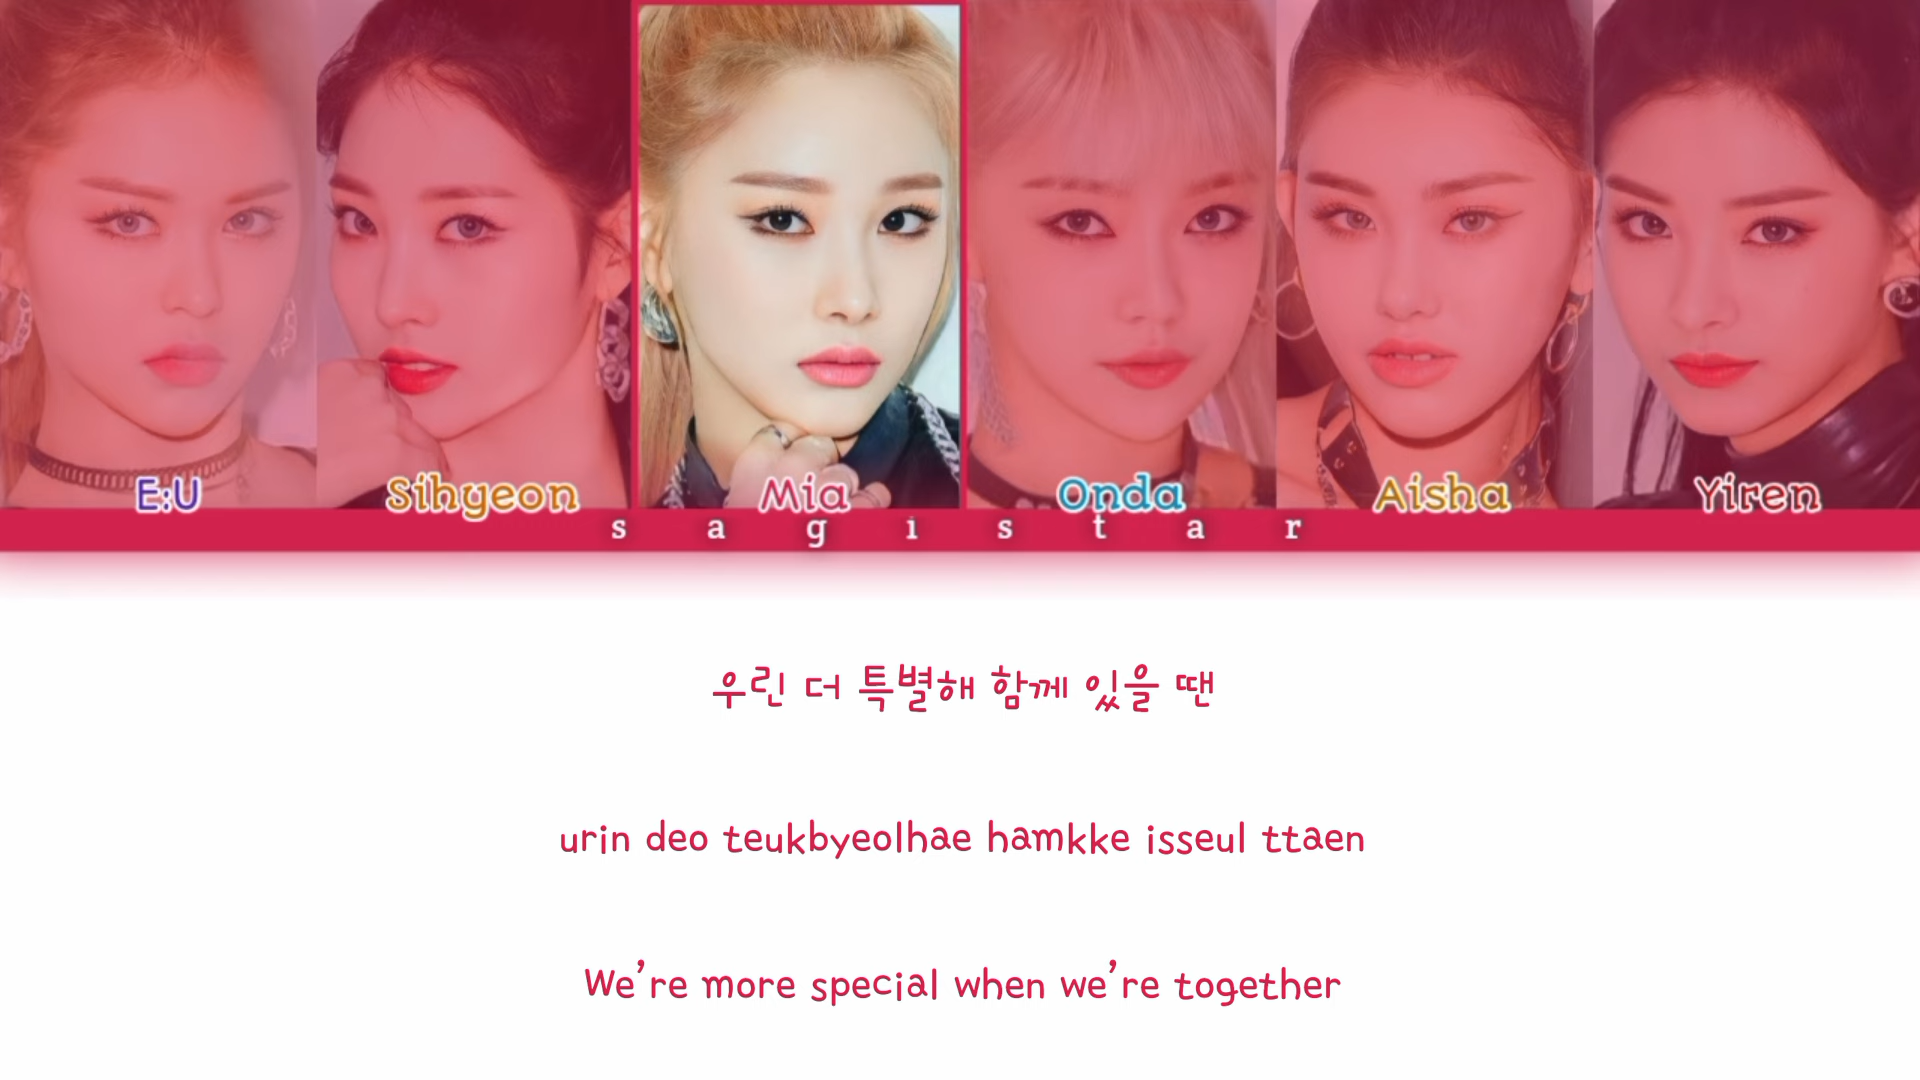 E:U Sihyeon Mia Onda Aisha Yiren
sagistar
우린 더 특별해 함께 있을 땐
urin deo teukbyeolhae hamkke isseul ttaen
We're more special when we're together